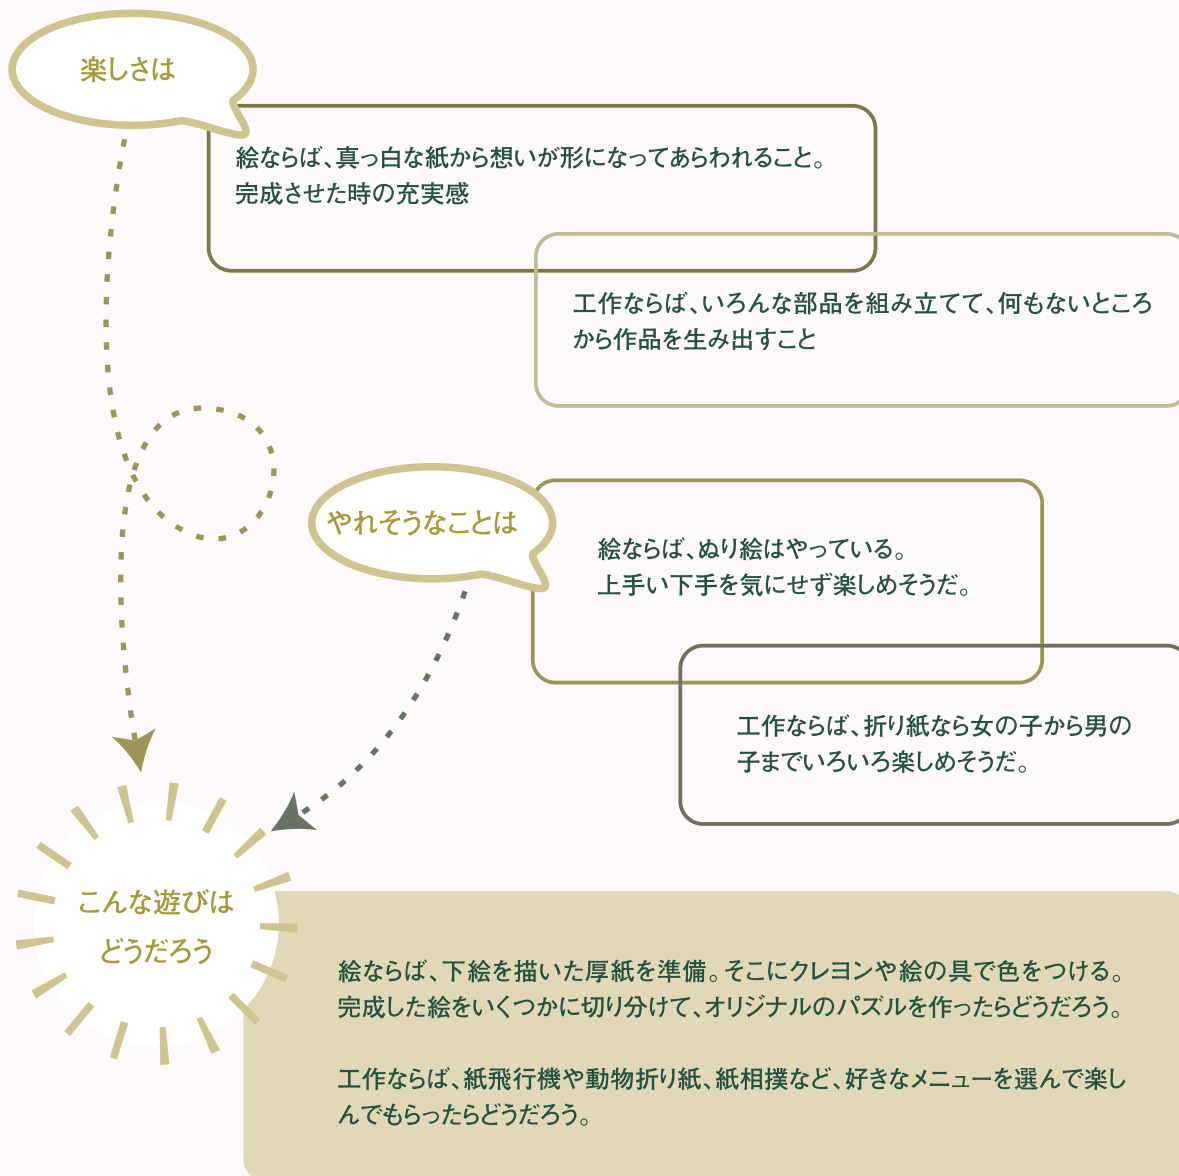 楽しさは
絵ならば、真っ白な紙から想いが形になってあらわれること。
完成させた時の充実感
工作ならば、いろんな部品を組み立てて、何もないところ
から作品を生み出すこと
やれそうなことは
絵ならば、ぬり絵はやっている。
上手い下手を気にせず楽しめそうだ。
工作ならば、折り紙なら女の子から男の
子までいろいろ楽しめそうだ。
こんな遊びは
どうだろう
絵ならば、下絵を描いた厚紙を準備。そこにクレヨンや絵の具で色をつける。
完成した絵をいくつかに切り分けて、オリジナルのパズルを作ったらどうだろう。
工作ならば、紙飛行機や動物折り紙、紙相撲など、好きなメニューを選んで楽し
んでもらったらどうだろう。